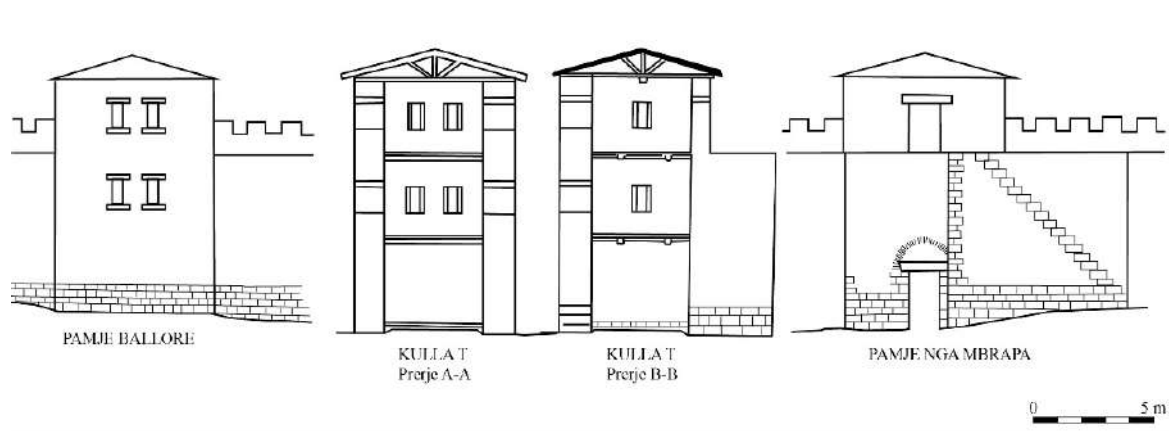 PAMJE BALLORE
KULLA T
Prerje A-A
KULLA T
Prerje B-B
PAMJE NGA MBRAPA
0 5 m